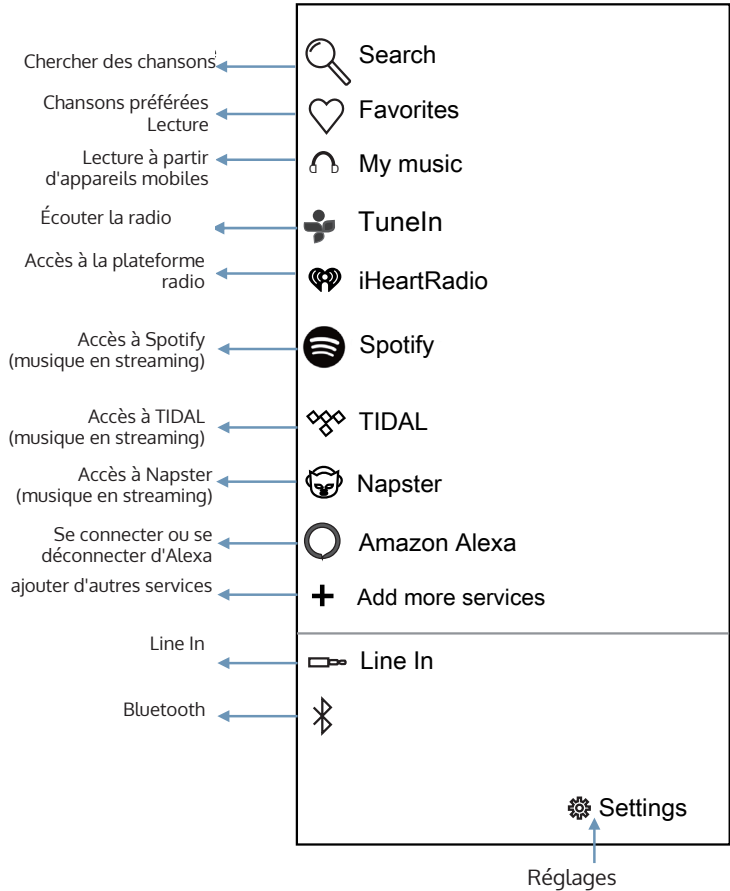 Chercher des chansons
Search
Chansons préférées
Lecture
Favorites
Lecture à partir
d'appareils mobiles
My music
Écouter la radio
TuneIn
Accès à la plateforme
radio
iHeartRadio
Accès à Spotify
(musique en streaming)
Spotify
Accès à TIDAL
(musique en streaming)
TIDAL
Accès à Napster
(musique en streaming)
Napster
Se connecter ou se
déconnecter d'Alexa
Amazon Alexa
ajouter d'autres services
Add more services
Line In
Line In
Bluetooth
Settings
Réglages